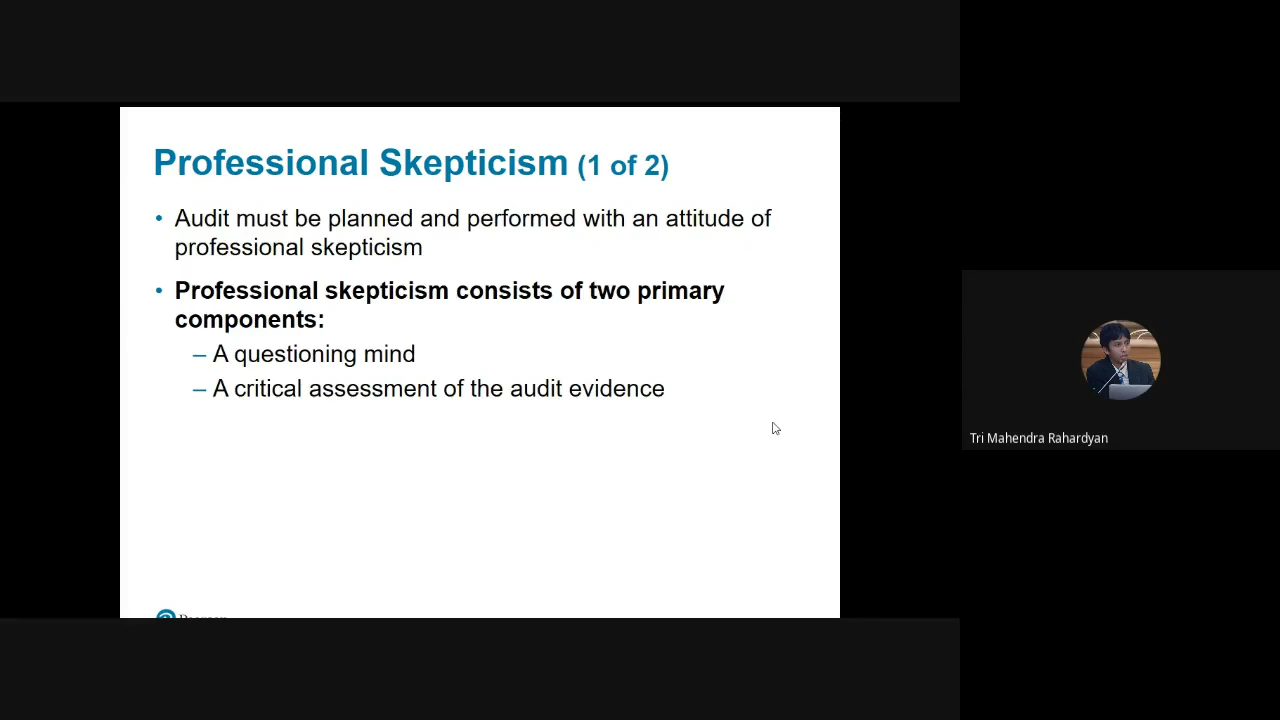 Professional Skepticism (1 of 2)
• Audit must be planned and performed with an attitude of
professional skepticism
• Professional skepticism consists of two primary
components:
– A questioning mind
– A critical assessment of the audit evidence
Tri Mahendra Rahardyan